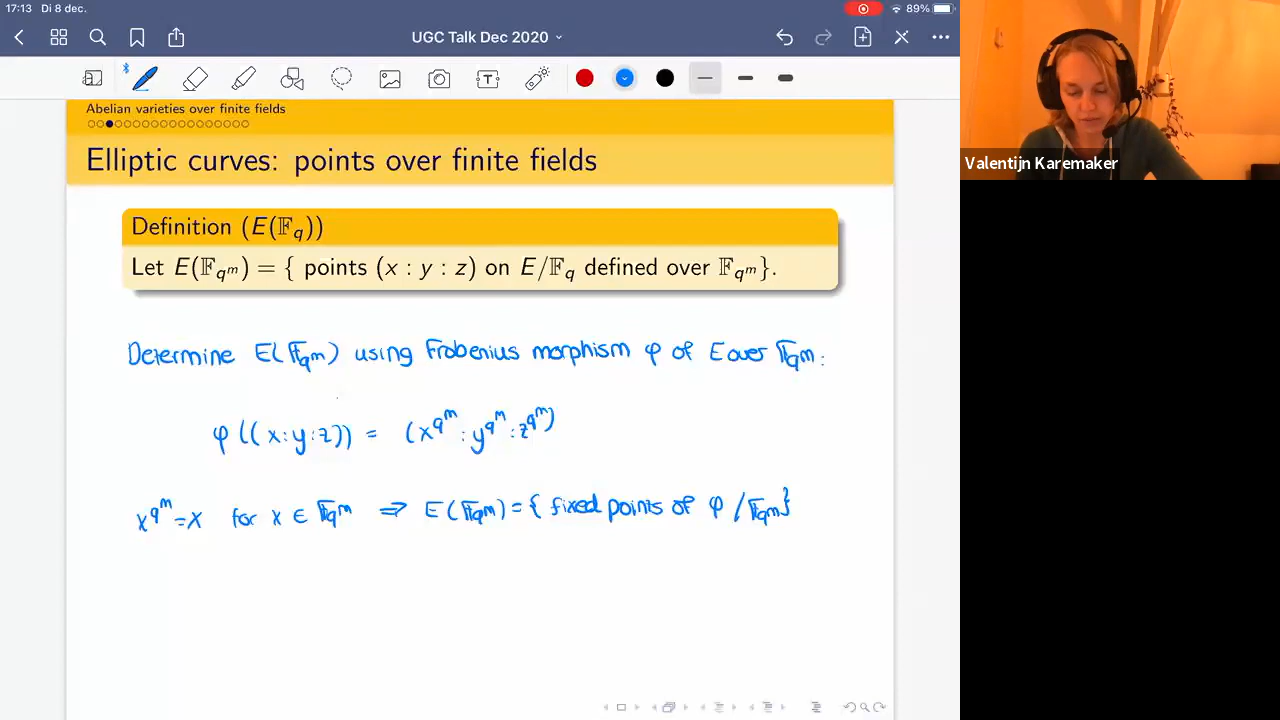 17:13 Di 8 dec.
89%
UGC Talk Dec 2020
Abelian varieties over finite fields
Elliptic curves: points over finite fields
Definition (E(𝔽_q))
Let E(𝔽_{q^m}) = { points (x : y : z) on E/𝔽_q defined over 𝔽_{q^m}}.
Determine E(𝔽_{q^m}) using Frobenius morphism φ of E over 𝔽_{q^m}:
φ((x:y:z)) = (x^{q^m} : y^{q^m} : z^{q^m})
x^{q^m} = x for x ∈ 𝔽_{q^m} ⇒ E(𝔽_{q^m}) = { fixed points of φ / 𝔽_{q^m}}
Valentijn Karemaker